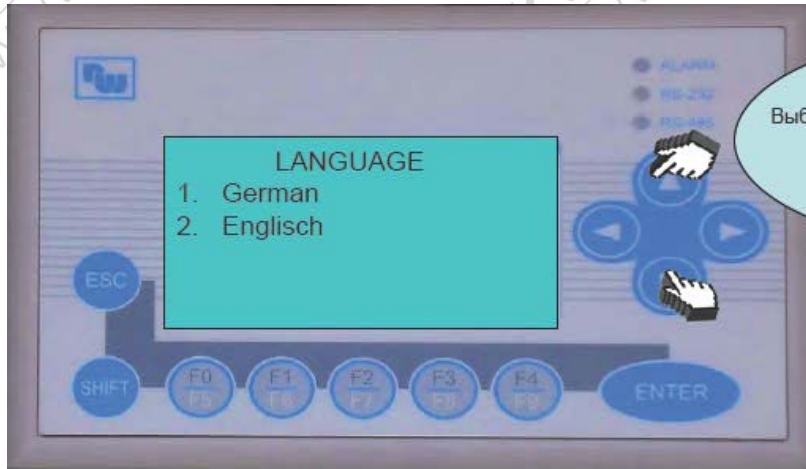 ALARM
RS-232
RS-485
LANGUAGE
1. German
2. Englisch
ESC
SHIFT
F0
F5
F1
F6
F2
F7
F3
F8
F4
F9
ENTER